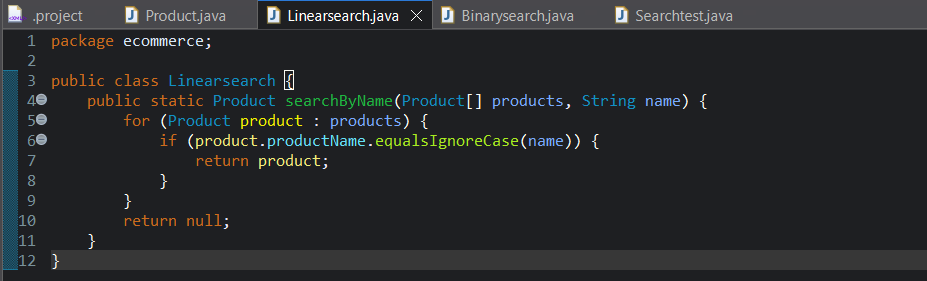 .project Product.java Linearsearch.java Binarysearch.java Searchtest.java
1 package ecommerce;
2
3 public class Linearsearch {
4     public static Product searchByName(Product[] products, String name) {
5         for (Product product : products) {
6             if (product.productName.equalsIgnoreCase(name)) {
7                 return product;
8             }
9         }
10         return null;
11     }
12 }